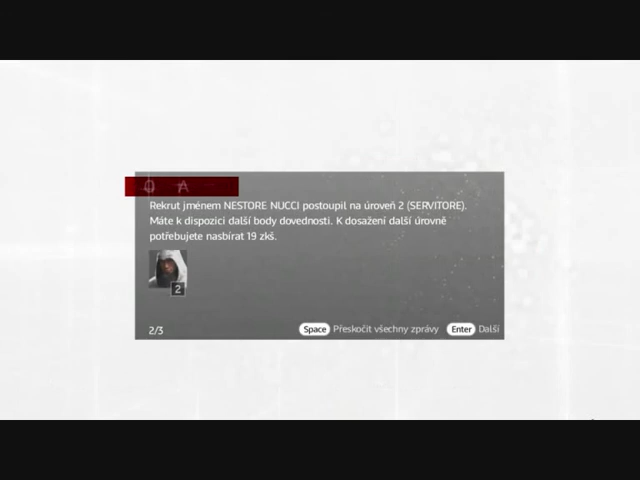 Q A
Rekrut jménem NESTORE NUCCI postoupil na úroveň 2 (SERVITORE).
Máte k dispozici další body dovednosti. K dosažení další úrovně
potřebujete nasbírat 19 zkš.
2
2/3 Space Přeskočit všechny zprávy Enter Další